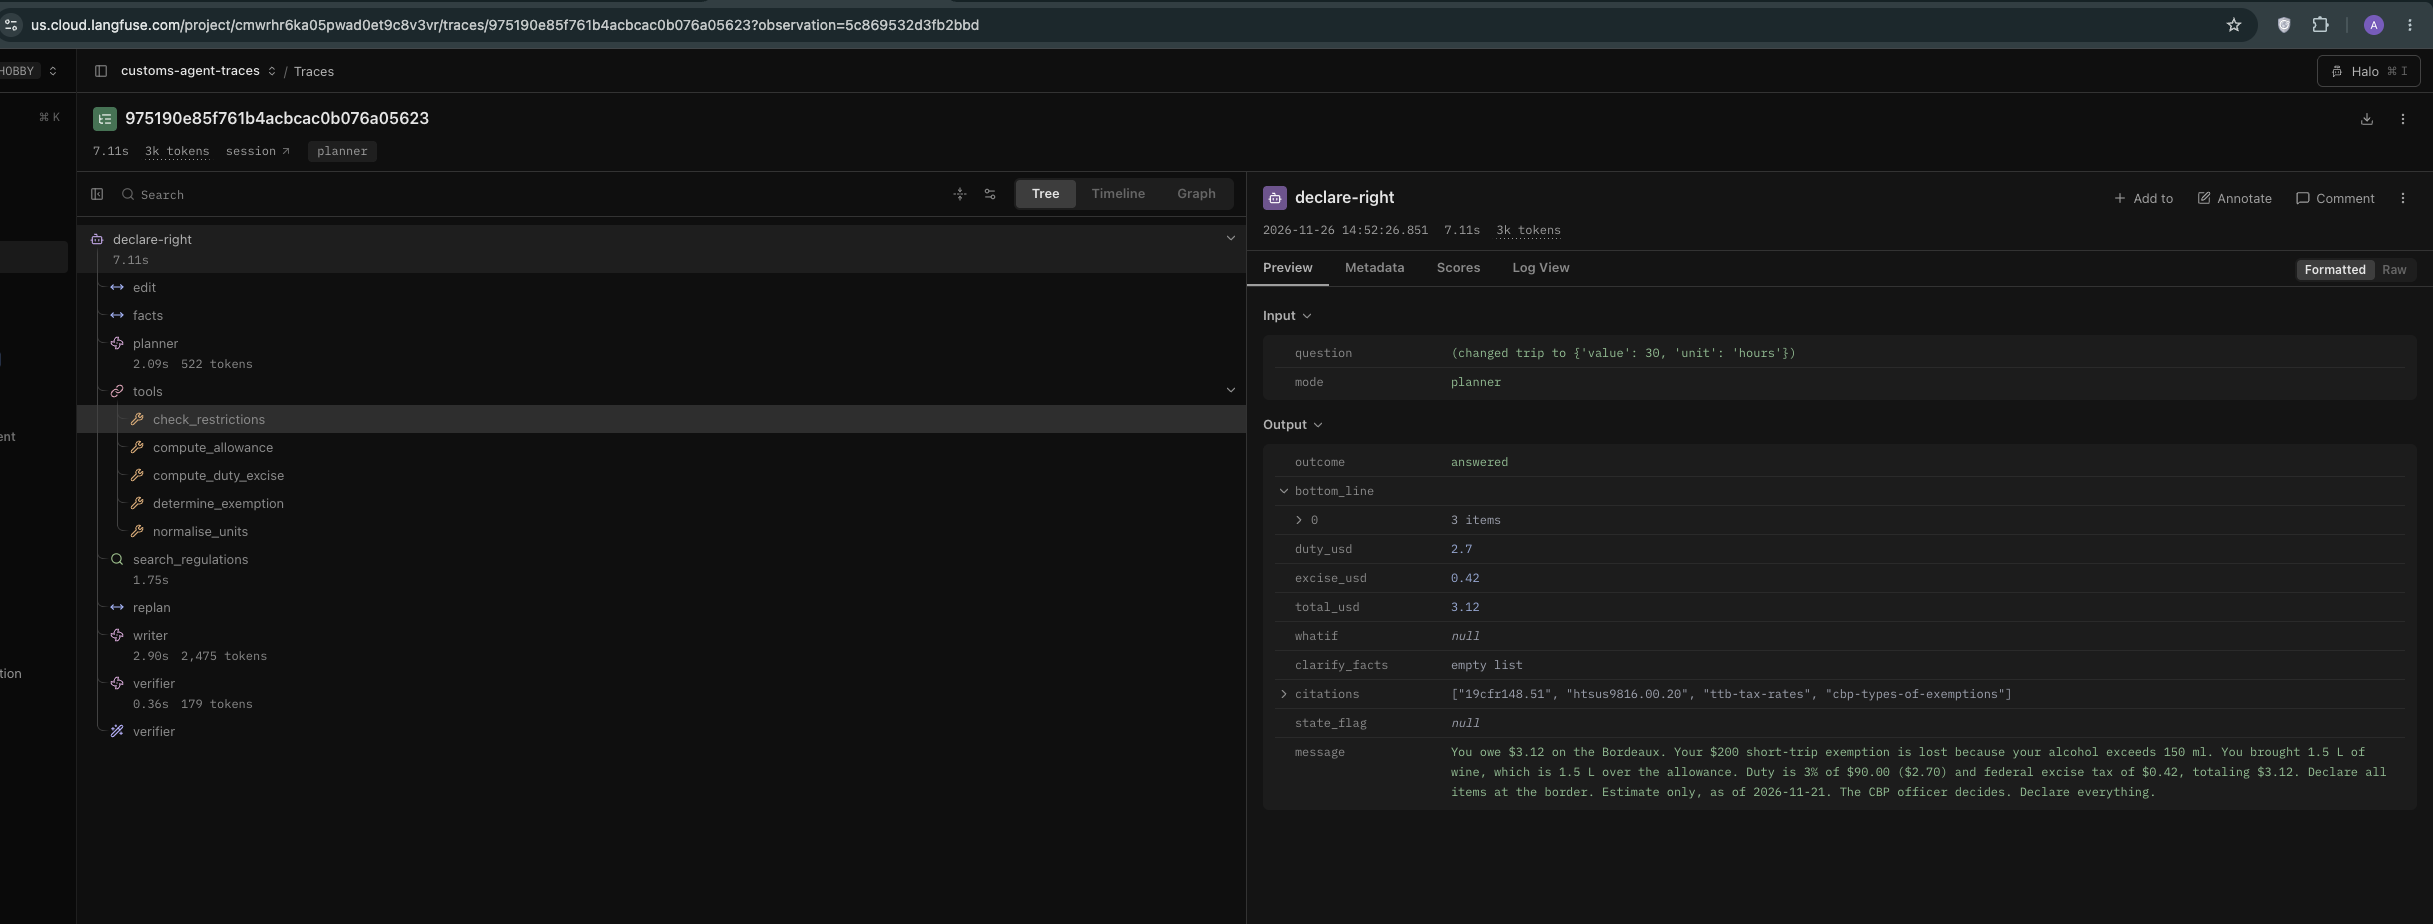 us.cloud.langfuse.com/project/cmwrhr6ka05pwad0et9c8v3vr/traces/975190e85f761b4acbcac0b076a05623?observation=5c869532d3fb2bbd
A
HOBBY
customs-agent-traces / Traces
Halo ⌘ I
⌘ K
975190e85f761b4acbcac0b076a05623
7.11s 3k tokens session ↗ planner
Search
Tree Timeline Graph
declare-right
7.11s
edit
facts
planner
2.09s 522 tokens
tools
check_restrictions
compute_allowance
compute_duty_excise
determine_exemption
normalise_units
search_regulations
1.75s
replan
writer
2.90s 2,475 tokens
verifier
0.36s 179 tokens
verifier
ent
tion
declare-right
+ Add to Annotate Comment
2026-11-26 14:52:26.851 7.11s 3k tokens
Preview Metadata Scores Log View
Formatted Raw
Input
question (changed trip to {'value': 30, 'unit': 'hours'})
mode planner
Output
outcome answered
bottom_line
0 3 items
duty_usd 2.7
excise_usd 0.42
total_usd 3.12
whatif null
clarify_facts empty list
citations ["19cfr148.51", "htsus9816.00.20", "ttb-tax-rates", "cbp-types-of-exemptions"]
state_flag null
message You owe $3.12 on the Bordeaux. Your $200 short-trip exemption is lost because your alcohol exceeds 150 ml. You brought 1.5 L of
wine, which is 1.5 L over the allowance. Duty is 3% of $90.00 ($2.70) and federal excise tax of $0.42, totaling $3.12. Declare all
items at the border. Estimate only, as of 2026-11-21. The CBP officer decides. Declare everything.